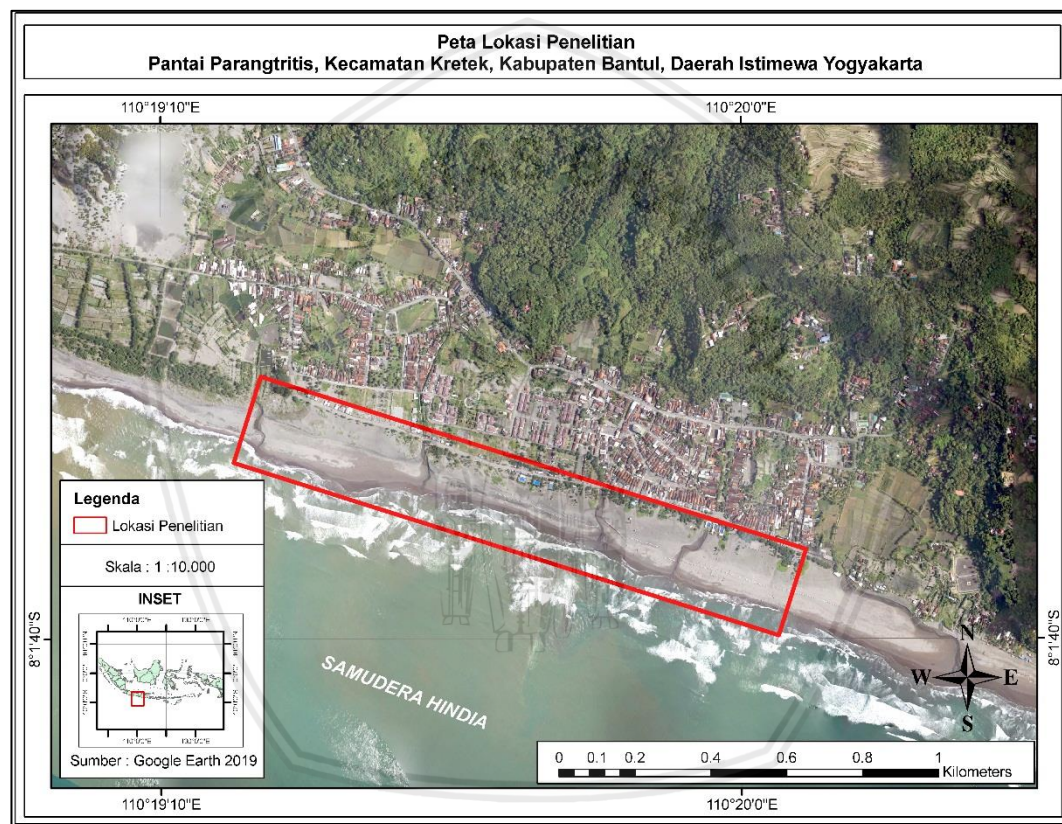 Peta Lokasi Penelitian
Pantai Parangtritis, Kecamatan Kretek, Kabupaten Bantul, Daerah Istimewa Yogyakarta
110°19'10"E 110°20'0"E
8°1'40"S 8°1'40"S
Legenda
Lokasi Penelitian
Skala : 1 :10.000
INSET
Sumber : Google Earth 2019
SAMUDERA HINDIA
N
W E
S
0 0.1 0.2 0.4 0.6 0.8 1
Kilometers
110°19'10"E 110°20'0"E